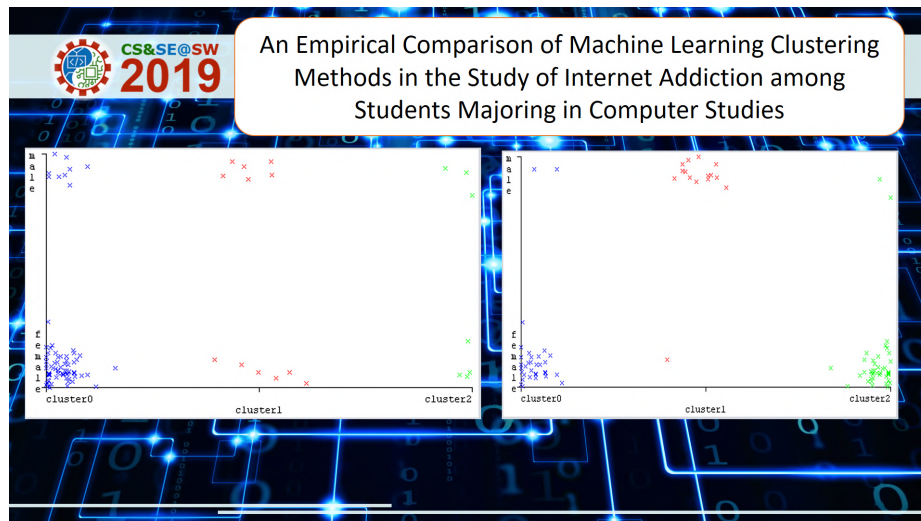 CS&SE@SW
2019
An Empirical Comparison of Machine Learning Clustering
Methods in the Study of Internet Addiction among
Students Majoring in Computer Studies
male
female
cluster0
cluster1
cluster2
male
female
cluster0
cluster1
cluster2